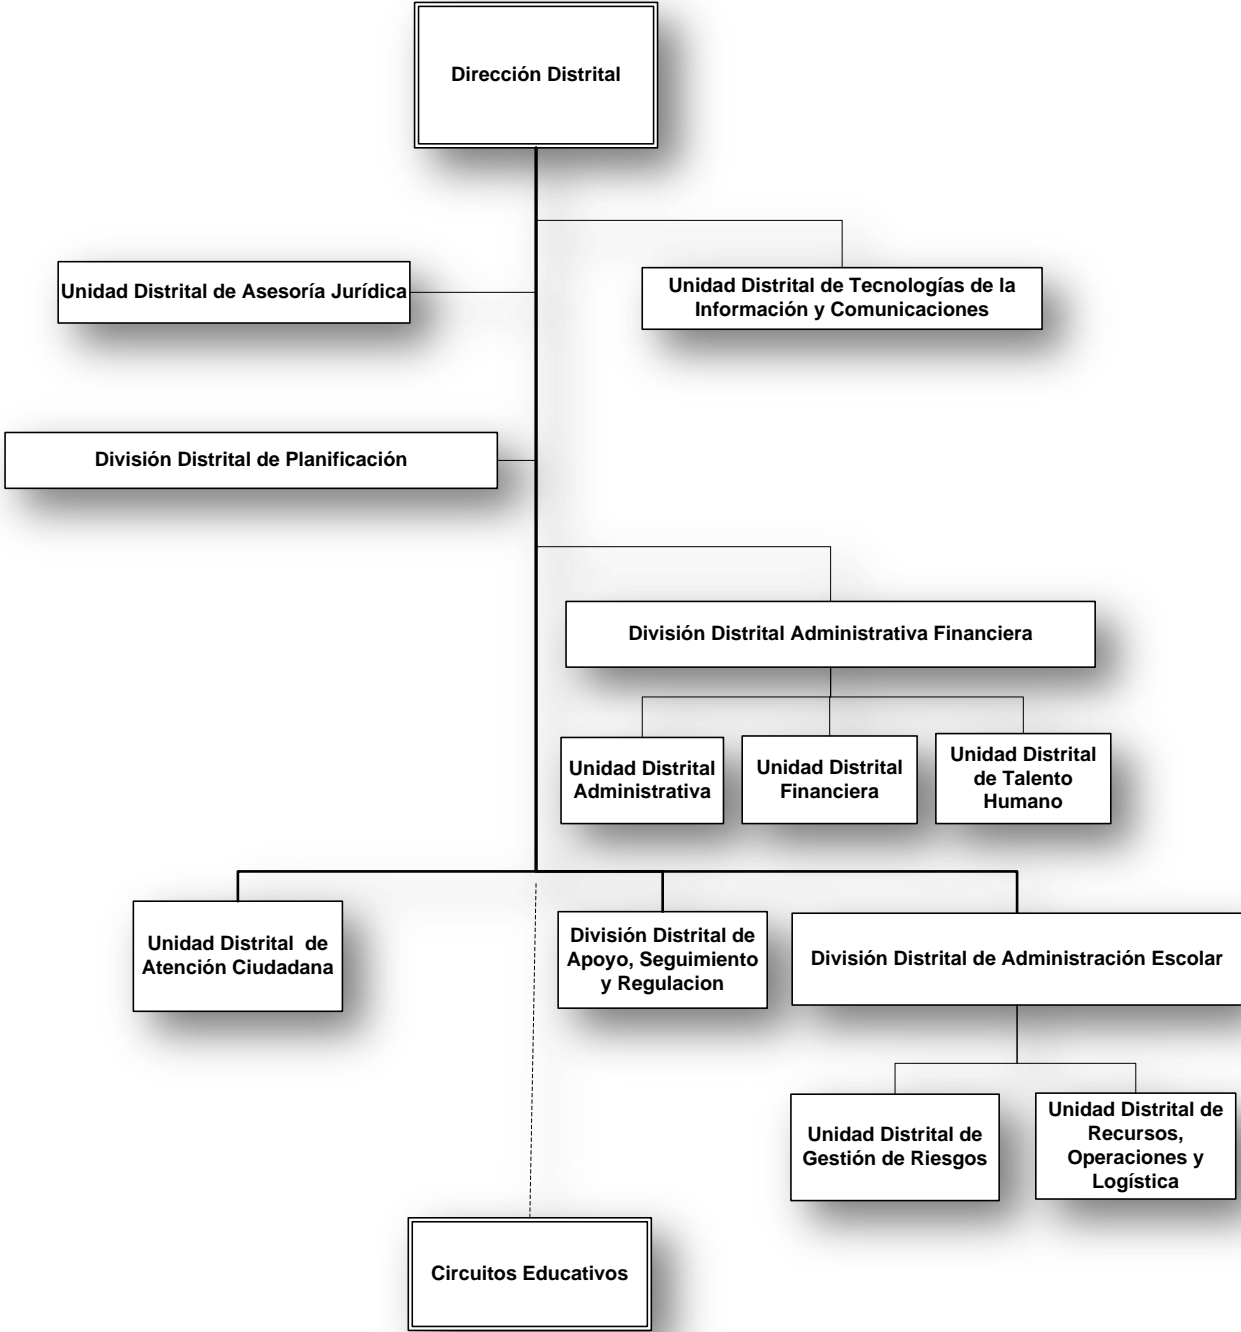 Dirección Distrital
Unidad Distrital de Asesoría Jurídica
Unidad Distrital de Tecnologías de la
Información y Comunicaciones
División Distrital de Planificación
División Distrital Administrativa Financiera
Unidad Distrital
Administrativa
Unidad Distrital
Financiera
Unidad Distrital
de Talento
Humano
Unidad Distrital  de
Atención Ciudadana
División Distrital de
Apoyo, Seguimiento
y Regulacion
División Distrital de Administración Escolar
Unidad Distrital de
Gestión de Riesgos
Unidad Distrital de
Recursos,
Operaciones y
Logística
Circuitos Educativos